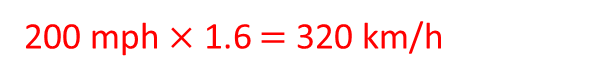 200 mph × 1.6 = 320 km/h